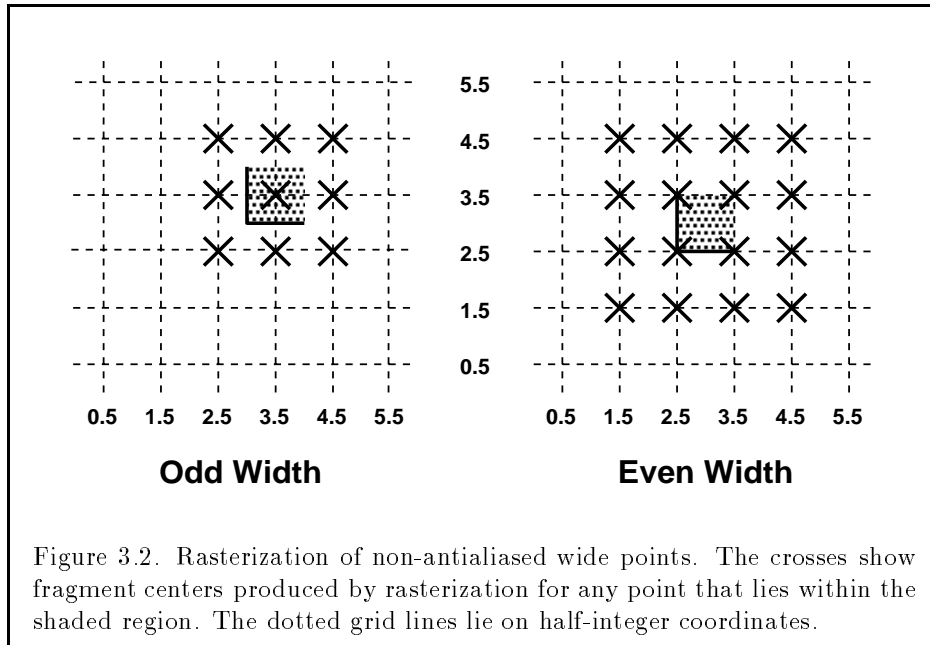 5.5
4.5
3.5
2.5
1.5
0.5
0.5 1.5 2.5 3.5 4.5 5.5 0.5 1.5 2.5 3.5 4.5 5.5
Odd Width Even Width
Figure 3.2. Rasterization of non-antialiased wide points. The crosses show
fragment centers produced by rasterization for any point that lies within the
shaded region. The dotted grid lines lie on half-integer coordinates.